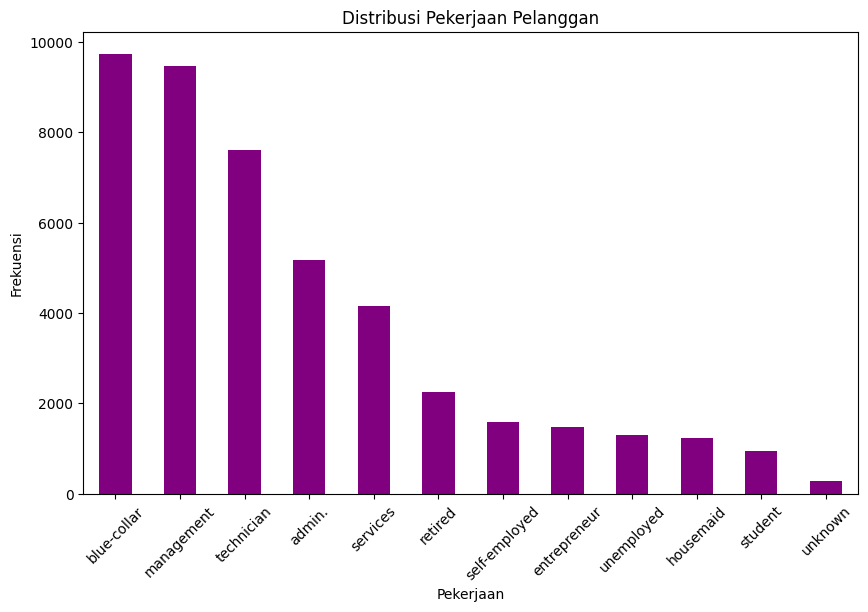 Distribusi Pekerjaan Pelanggan
10000
8000
6000
4000
2000
0
Frekuensi
blue-collar
management
technician
admin.
services
retired
self-employed
entrepreneur
unemployed
housemaid
student
unknown
Pekerjaan